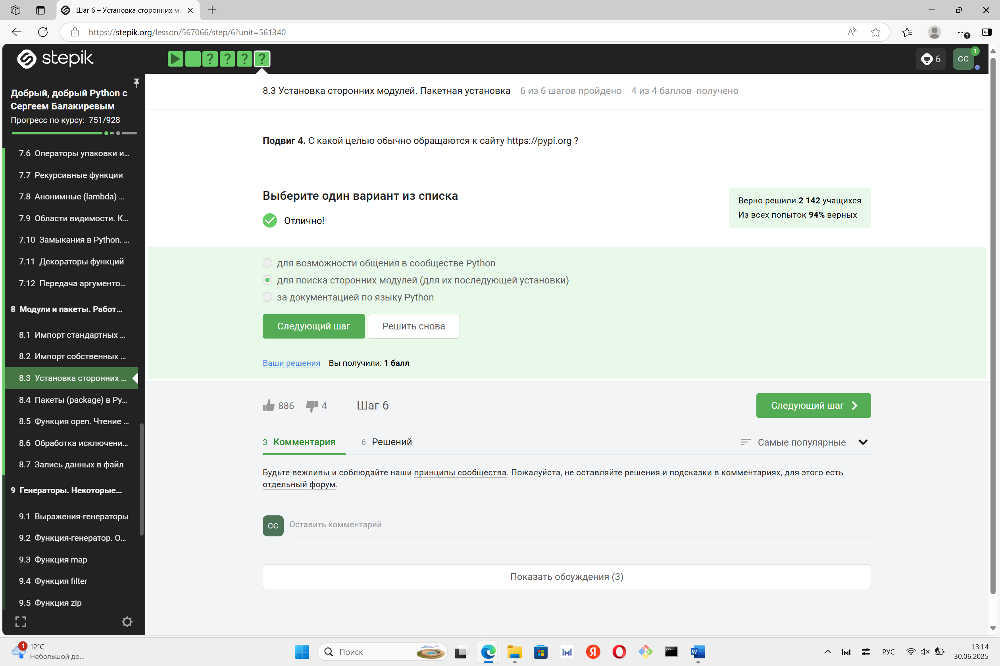 Шаг 6 – Установка сторонних мо
https://stepik.org/lesson/567066/step/6?unit=561340
stepik
? ? ? ?
6
CC
1
Добрый, добрый Python с
Сергеем Балакиревым
Прогресс по курсу: 751/928
7.6 Операторы упаковки и...
7.7 Рекурсивные функции
7.8 Анонимные (lambda) ...
7.9 Области видимости. К...
7.10 Замыкания в Python. ...
7.11 Декораторы функций
7.12 Передача аргументо...
8 Модули и пакеты. Работ...
8.1 Импорт стандартных ...
8.2 Импорт собственных ...
8.3 Установка сторонних ...
8.4 Пакеты (package) в Py...
8.5 Функция open. Чтение ...
8.6 Обработка исключени...
8.7 Запись данных в файл
9 Генераторы. Некоторые...
9.1 Выражения-генераторы
9.2 Функция-генератор. О...
9.3 Функция map
9.4 Функция filter
9.5 Функция zip
8.3 Установка сторонних модулей. Пакетная установка 6 из 6 шагов пройдено 4 из 4 баллов получено
Подвиг 4. С какой целью обычно обращаются к сайту https://pypi.org ?
Выберите один вариант из списка
Отлично!
Верно решили 2 142 учащихся
Из всех попыток 94% верных
для возможности общения в сообществе Python
для поиска сторонних модулей (для их последующей установки)
за документацией по языку Python
Следующий шаг Решить снова
Ваши решения Вы получили: 1 балл
886 4 Шаг 6 Следующий шаг
3 Комментария 6 Решений Самые популярные
Будьте вежливы и соблюдайте наши принципы сообщества. Пожалуйста, не оставляйте решения и подсказки в комментариях, для этого есть
отдельный форум.
CC Оставить комментарий
Показать обсуждения (3)
1
12°C
Небольшой до...
Поиск
РУС
13:14
30.06.2025